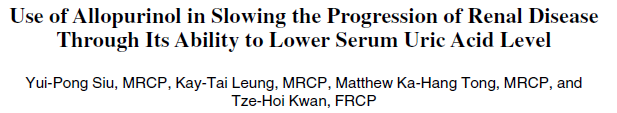 Use of Allopurinol in Slowing the Progression of Renal Disease
Through Its Ability to Lower Serum Uric Acid Level
Yui-Pong Siu, MRCP, Kay-Tai Leung, MRCP, Matthew Ka-Hang Tong, MRCP, and
Tze-Hoi Kwan, FRCP